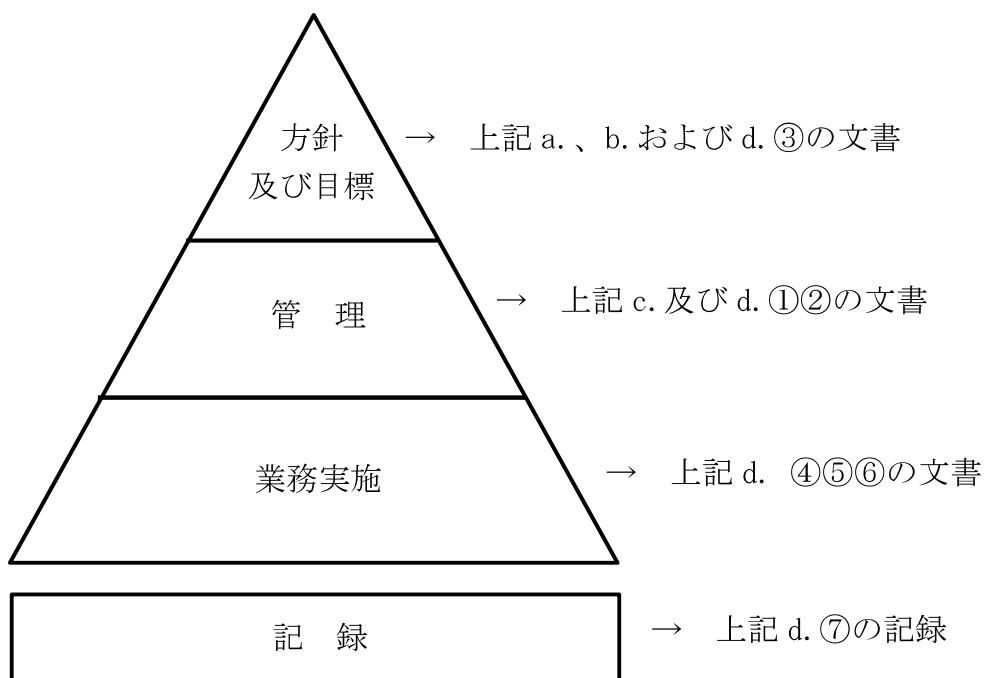 方針
及び目標
→ 上記 a.、b.および d.③の文書
管 理
→ 上記 c.及び d.①②の文書
業務実施
→ 上記 d. ④⑤⑥の文書
記 録
→ 上記 d.⑦の記録